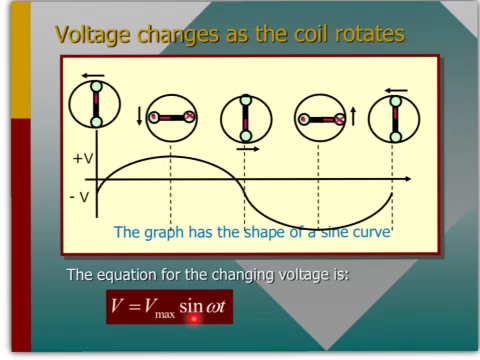 Voltage changes as the coil rotates
+V
- V
The graph has the shape of a sine curve
The equation for the changing voltage is:
V = Vmax sin ωt